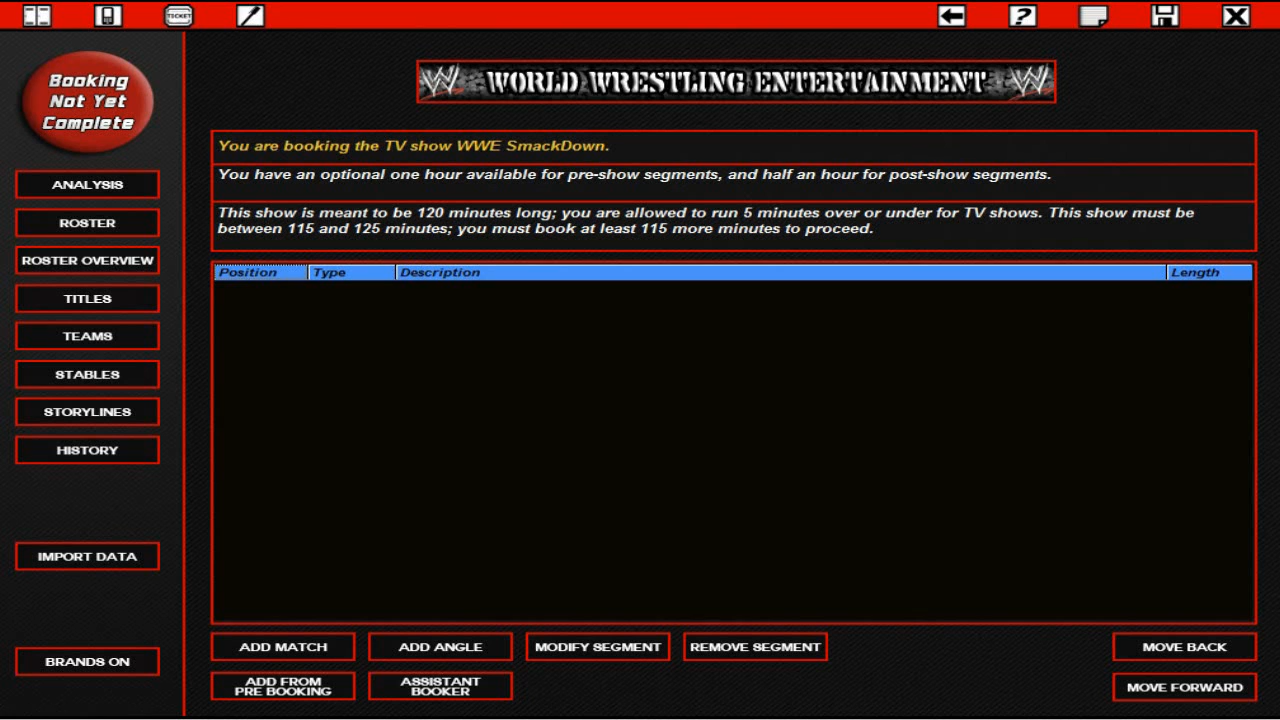 TICKET
Booking
Not Yet
Complete
WORLD WRESTLING ENTERTAINMENT
You are booking the TV show WWE SmackDown.
You have an optional one hour available for pre-show segments, and half an hour for post-show segments.
This show is meant to be 120 minutes long; you are allowed to run 5 minutes over or under for TV shows. This show must be
between 115 and 125 minutes; you must book at least 115 more minutes to proceed.
Position Type Description Length
ANALYSIS
ROSTER
ROSTER OVERVIEW
TITLES
TEAMS
STABLES
STORYLINES
HISTORY
IMPORT DATA
BRANDS ON
ADD MATCH
ADD ANGLE
MODIFY SEGMENT
REMOVE SEGMENT
MOVE BACK
ADD FROM
PRE BOOKING
ASSISTANT
BOOKER
MOVE FORWARD